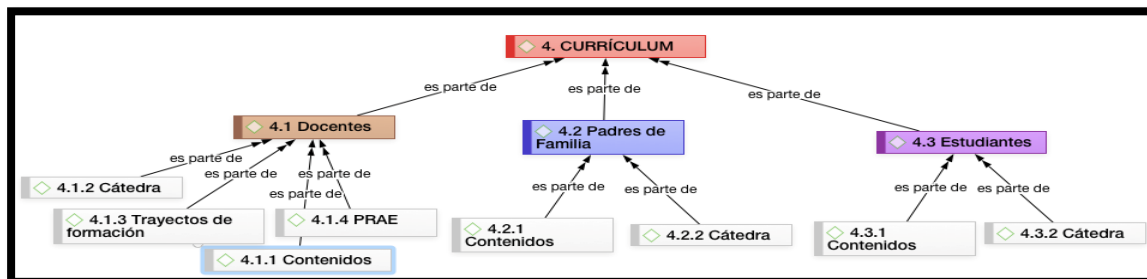 4. CURRÍCULUM
es parte de
es parte de
es parte de
4.1 Docentes
4.2 Padres de
Familia
4.3 Estudiantes
es parte de
es parte de
es parte de
es parte de
es parte de
es parte de
es parte de
es parte de
4.1.2 Cátedra
4.1.3 Trayectos de
formación
4.1.4 PRAE
4.1.1 Contenidos
4.2.1
Contenidos
4.2.2 Cátedra
4.3.1
Contenidos
4.3.2 Cátedra